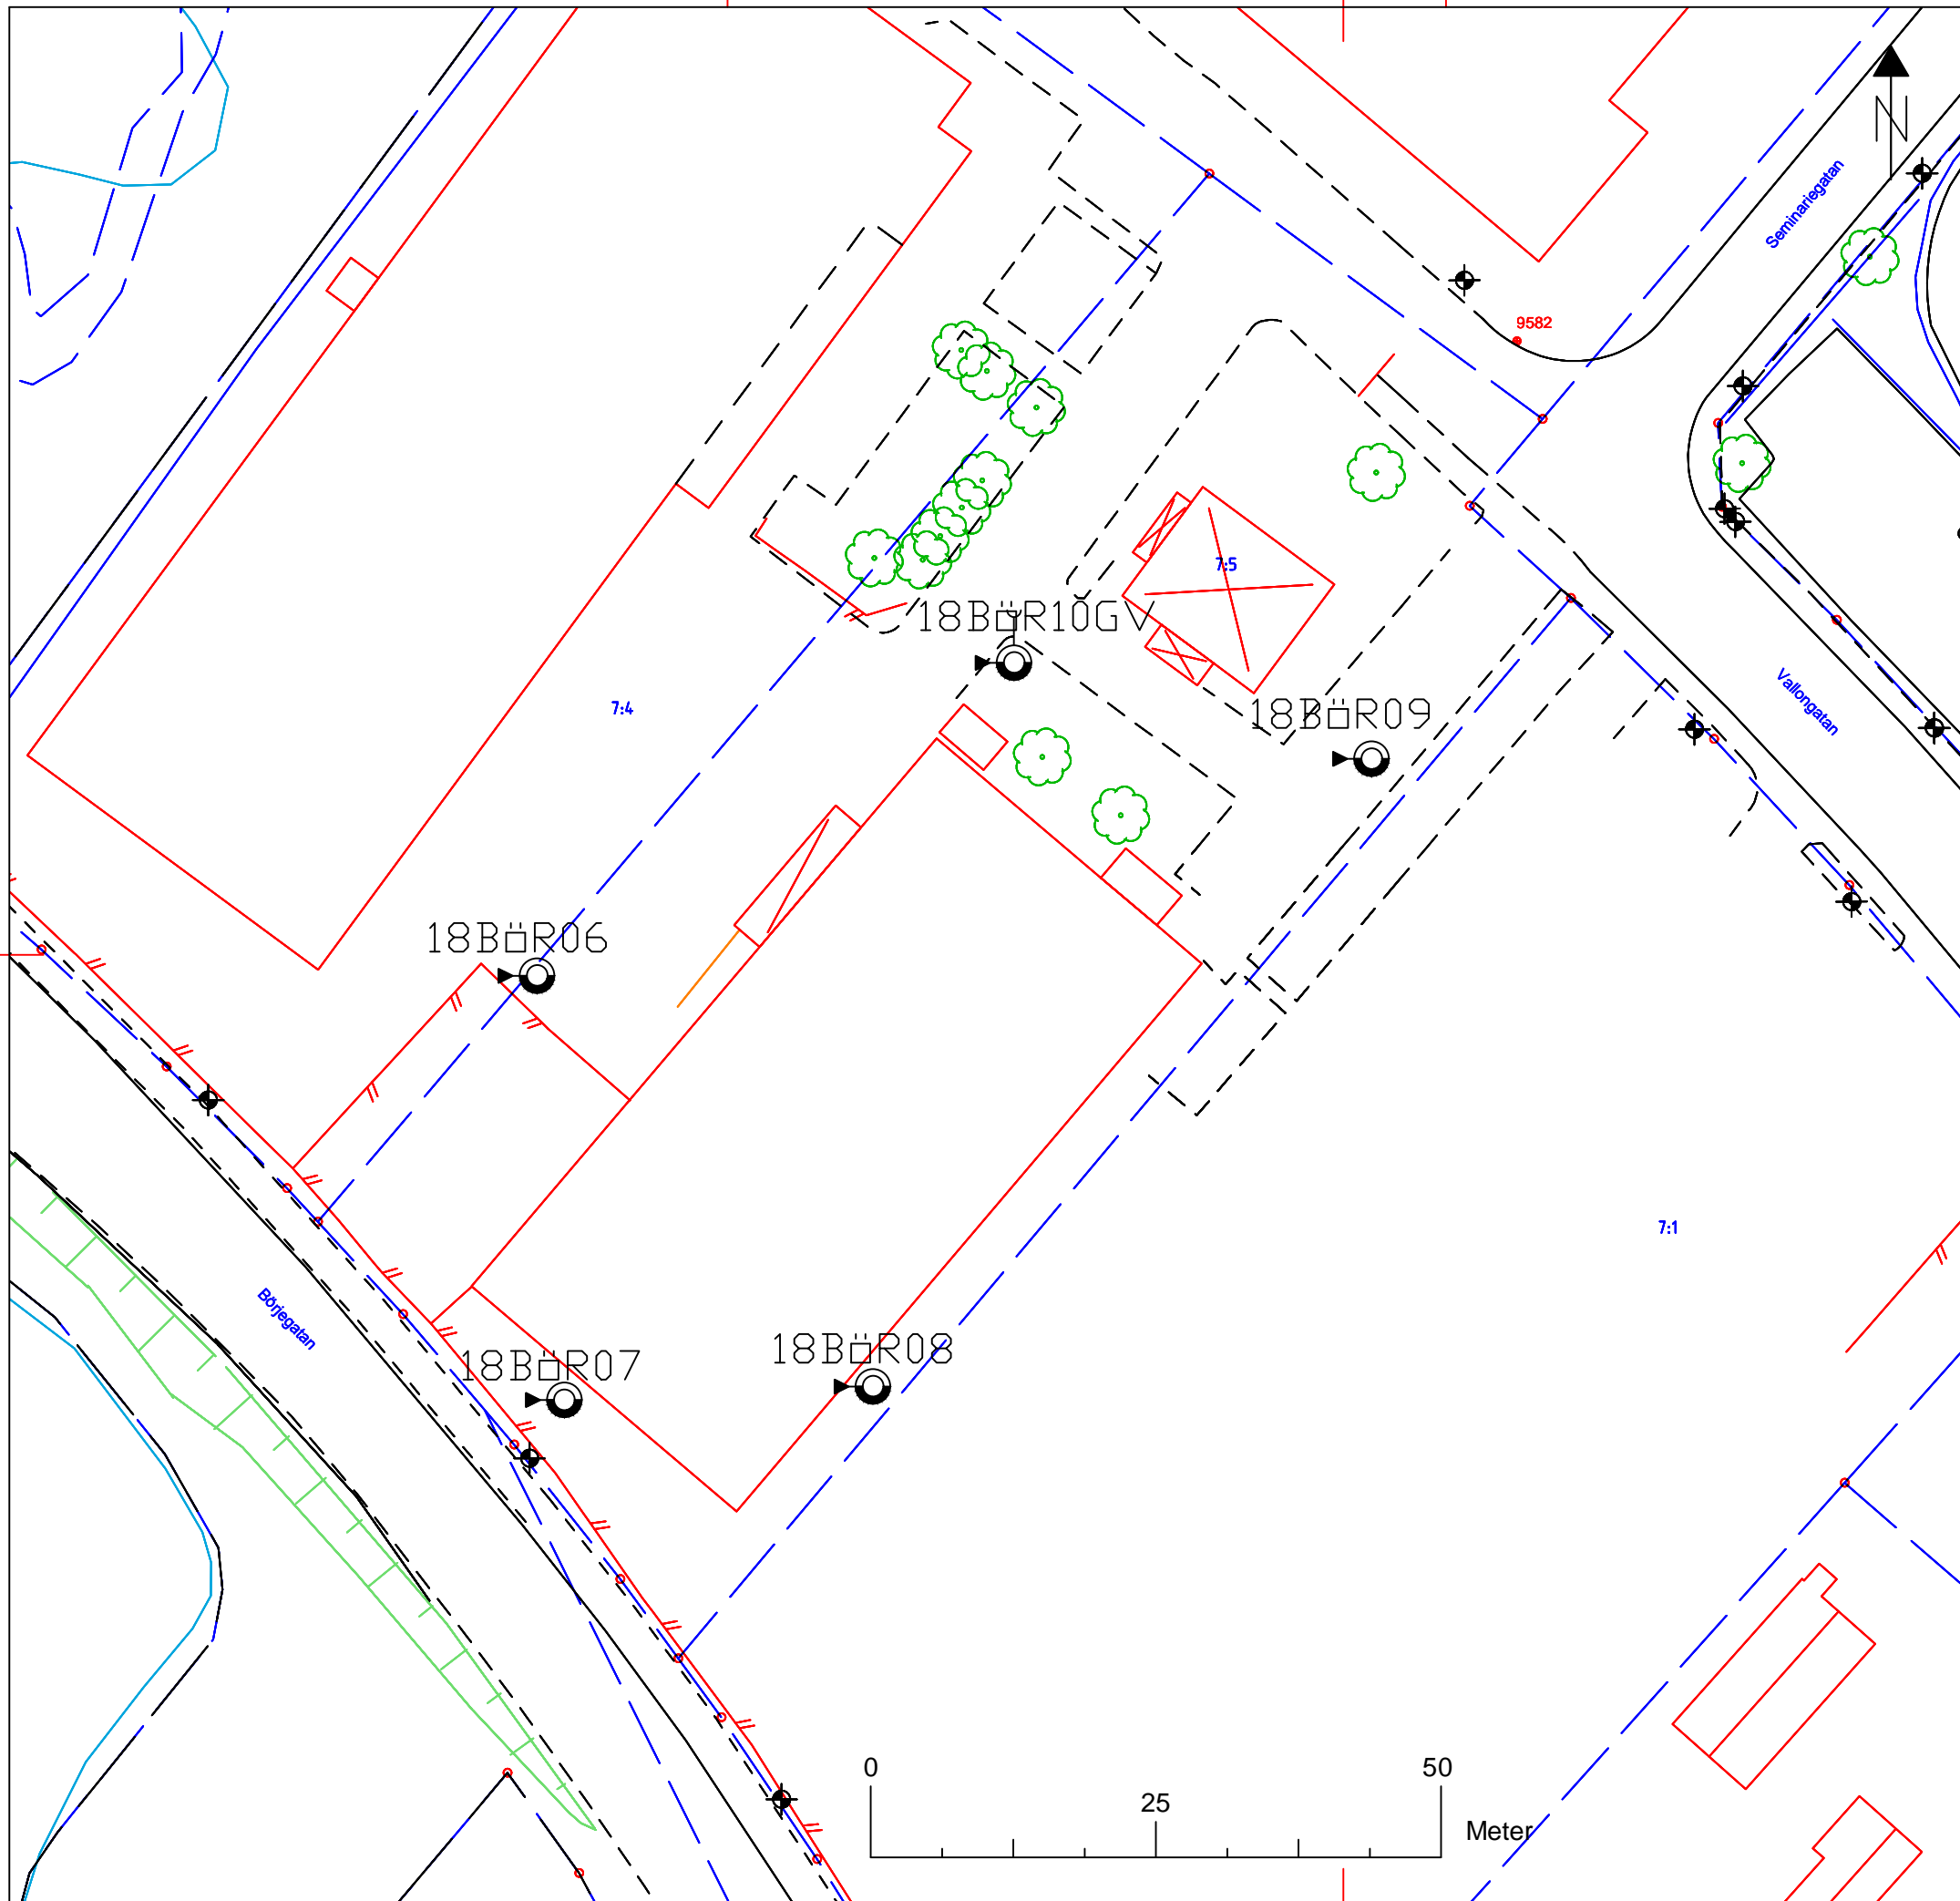 N
Seminariegatan
9582
7:5
18BöR10GV
Vallongatan
7:4
18BöR09
18BöR06
7:1
Börjegatan
18BöR07
18BöR08
0
50
25
Meter